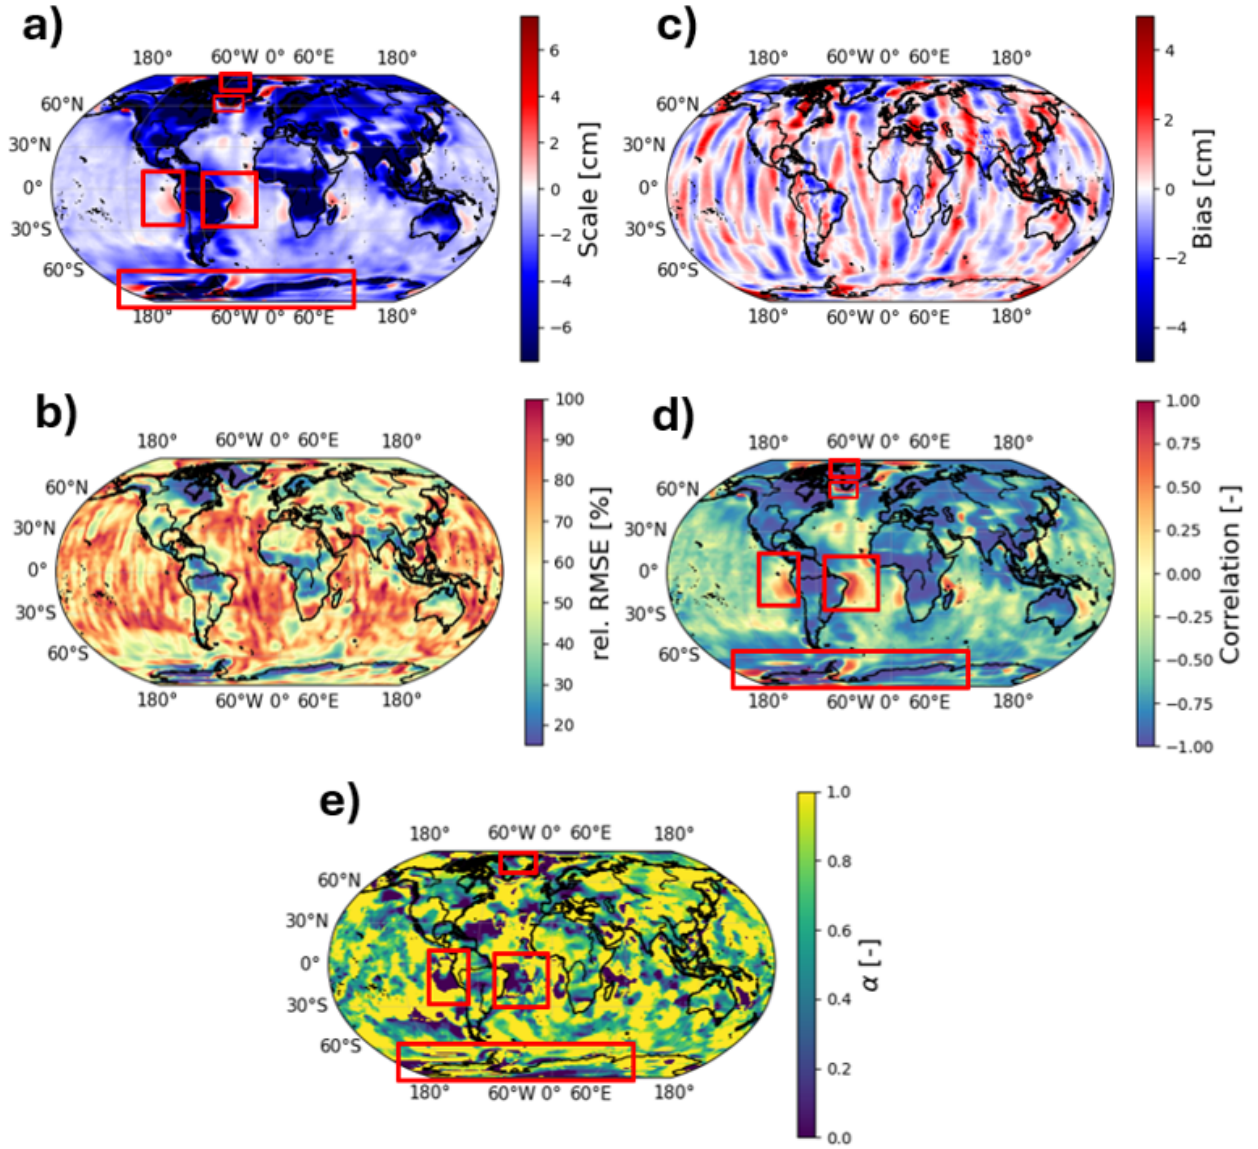 a)
180° 60°W 0° 60°E 180°
60°N
30°N
0°
30°S
60°S
180° 60°W 0° 60°E 180°
6
4
2
0
−2
−4
−6
Scale [cm]
c)
180° 60°W 0° 60°E 180°
60°N
30°N
0°
30°S
60°S
180° 60°W 0° 60°E 180°
4
2
0
−2
−4
Bias [cm]
b)
180° 60°W 0° 60°E 180°
60°N
30°N
0°
30°S
60°S
180° 60°W 0° 60°E 180°
100
90
80
70
60
50
40
30
20
rel. RMSE [%]
d)
180° 60°W 0° 60°E 180°
60°N
30°N
0°
30°S
60°S
180° 60°W 0° 60°E 180°
1.00
0.75
0.50
0.25
0.00
−0.25
−0.50
−0.75
−1.00
Correlation [-]
e)
180° 60°W 0° 60°E 180°
60°N
30°N
0°
30°S
60°S
180° 60°W 0° 60°E 180°
1.0
0.8
0.6
0.4
0.2
0.0
α [-]